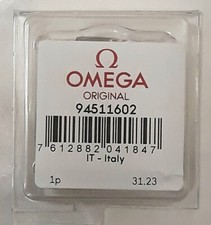 Ω
OMEGA
ORIGINAL
94511602
7 612882 041847
IT - Italy
1p 31.23